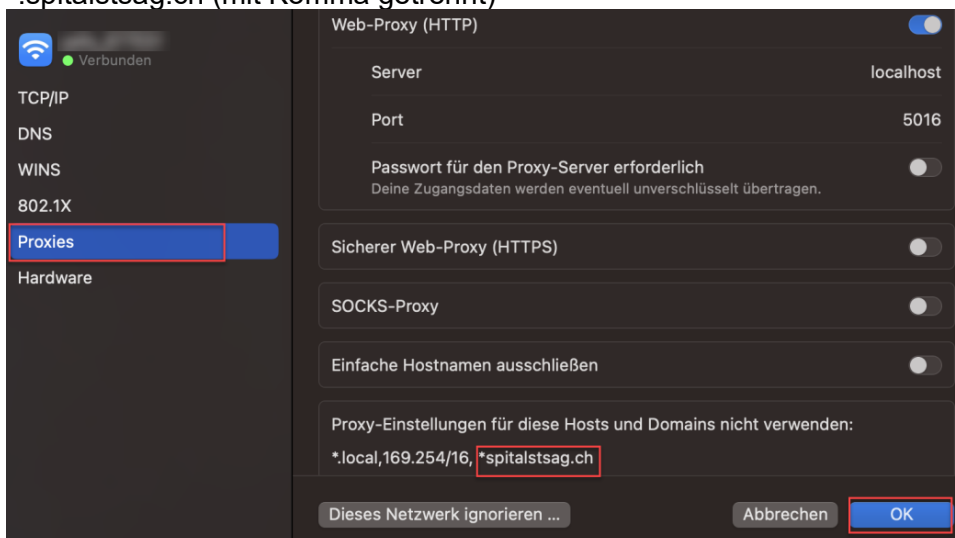 .spitalstsag.ch (mit Komma getrennt)
Web-Proxy (HTTP)
Verbunden
Server localhost
TCP/IP
Port 5016
DNS
WINS
Passwort für den Proxy-Server erforderlich
Deine Zugangsdaten werden eventuell unverschlüsselt übertragen.
802.1X
Proxies
Sicherer Web-Proxy (HTTPS)
Hardware
SOCKS-Proxy
Einfache Hostnamen ausschließen
Proxy-Einstellungen für diese Hosts und Domains nicht verwenden:
*.local,169.254/16, *spitalstsag.ch
Dieses Netzwerk ignorieren ... Abbrechen OK